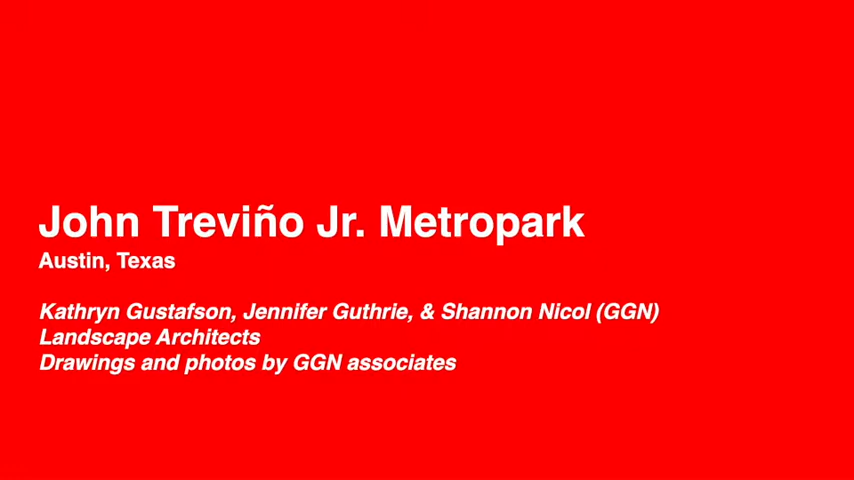 John Treviño Jr. Metropark
Austin, Texas
Kathryn Gustafson, Jennifer Guthrie, & Shannon Nicol (GGN)
Landscape Architects
Drawings and photos by GGN associates